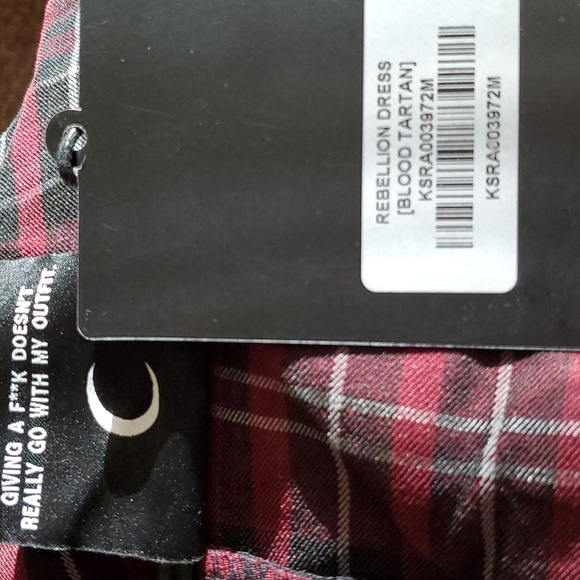 REBELLION DRESS
[BLOOD TARTAN]
KSRA003972M
KSRA003972M
GIVING A F**K DOESN'T
REALLY GO WITH MY OUTFIT.